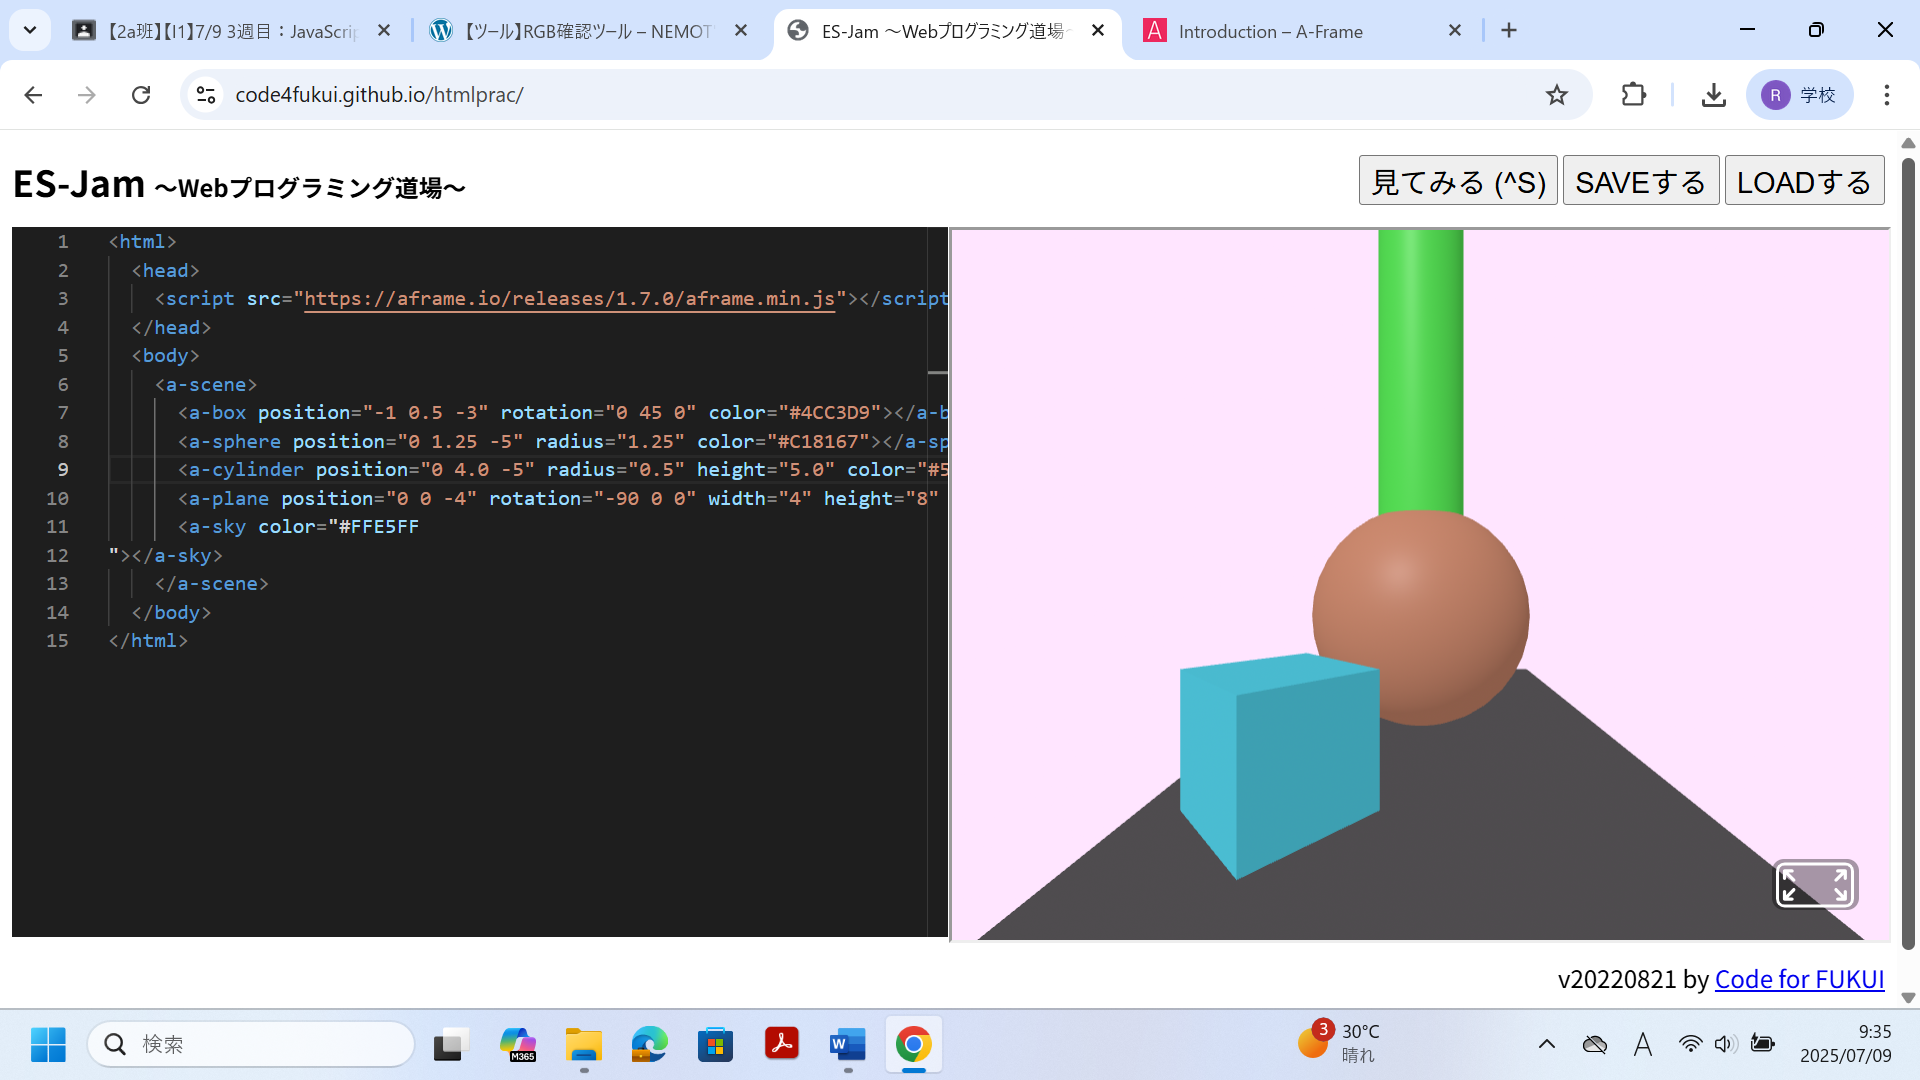 【2a班】【I1】7/9 3週目：JavaScrip
【ツール】RGB確認ツール – NEMOT
ES-Jam ～Webプログラミング道場～
Introduction – A-Frame
code4fukui.github.io/htmlprac/
R 学校
ES-Jam ～Webプログラミング道場～
見てみる (^S) SAVEする LOADする
1 <html>
2 <head>
3 <script src="https://aframe.io/releases/1.7.0/aframe.min.js"></script
4 </head>
5 <body>
6 <a-scene>
7 <a-box position="-1 0.5 -3" rotation="0 45 0" color="#4CC3D9"></a-b
8 <a-sphere position="0 1.25 -5" radius="1.25" color="#C18167"></a-sp
9 <a-cylinder position="0 4.0 -5" radius="0.5" height="5.0" color="#5
10 <a-plane position="0 0 -4" rotation="-90 0 0" width="4" height="8"
11 <a-sky color="#FFE5FF
12 "></a-sky>
13 </a-scene>
14 </body>
15 </html>
v20220821 by Code for FUKUI
検索
M365
W
3
30°C
晴れ
A
9:35
2025/07/09